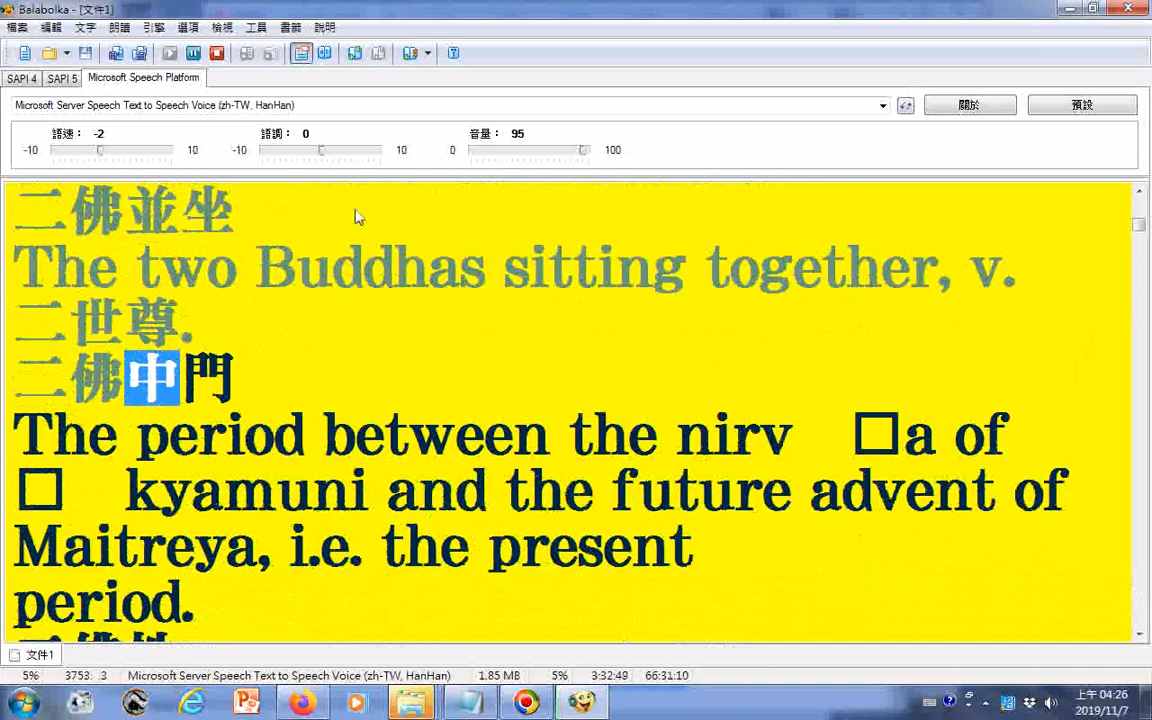 Balabolka - [文件1]
檔案 編輯 文字 朗讀 引擎 選項 檢視 工具 書籤 說明
SAPI 4 SAPI 5 Microsoft Speech Platform
Microsoft Server Speech Text to Speech Voice (zh-TW, HanHan) 關於 預設
語速: -2 語調: 0 音量: 95
-10 10 -10 10 0 100
二佛並坐
The two Buddhas sitting together, v.
二世尊.
二佛中門
The period between the nirv □a of
□ kyamuni and the future advent of
Maitreya, i.e. the present
period.
文件1
5% 3753: 3 Microsoft Server Speech Text to Speech Voice (zh-TW, HanHan) 1.85 MB 5% 3:32:49 66:31:10
上午 04:26
2019/11/7